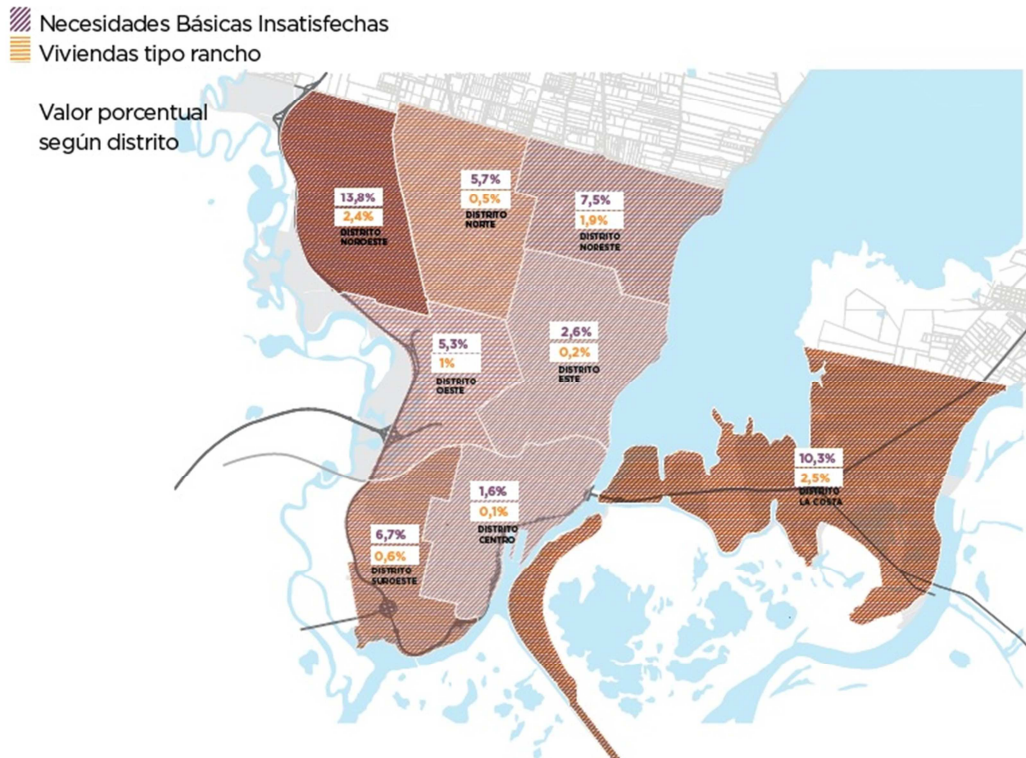 Necesidades Básicas Insatisfechas
Viviendas tipo rancho
Valor porcentual
según distrito
13,8%
2,4%
DISTRITO
NOROESTE
5,7%
0,5%
DISTRITO
NORTE
7,5%
1,9%
DISTRITO
NORESTE
5,3%
1%
DISTRITO
OESTE
2,6%
0,2%
DISTRITO
ESTE
10,3%
2,5%
DISTRITO
LA COSTA
1,6%
0,1%
DISTRITO
CENTRO
6,7%
0,6%
DISTRITO
SUROESTE